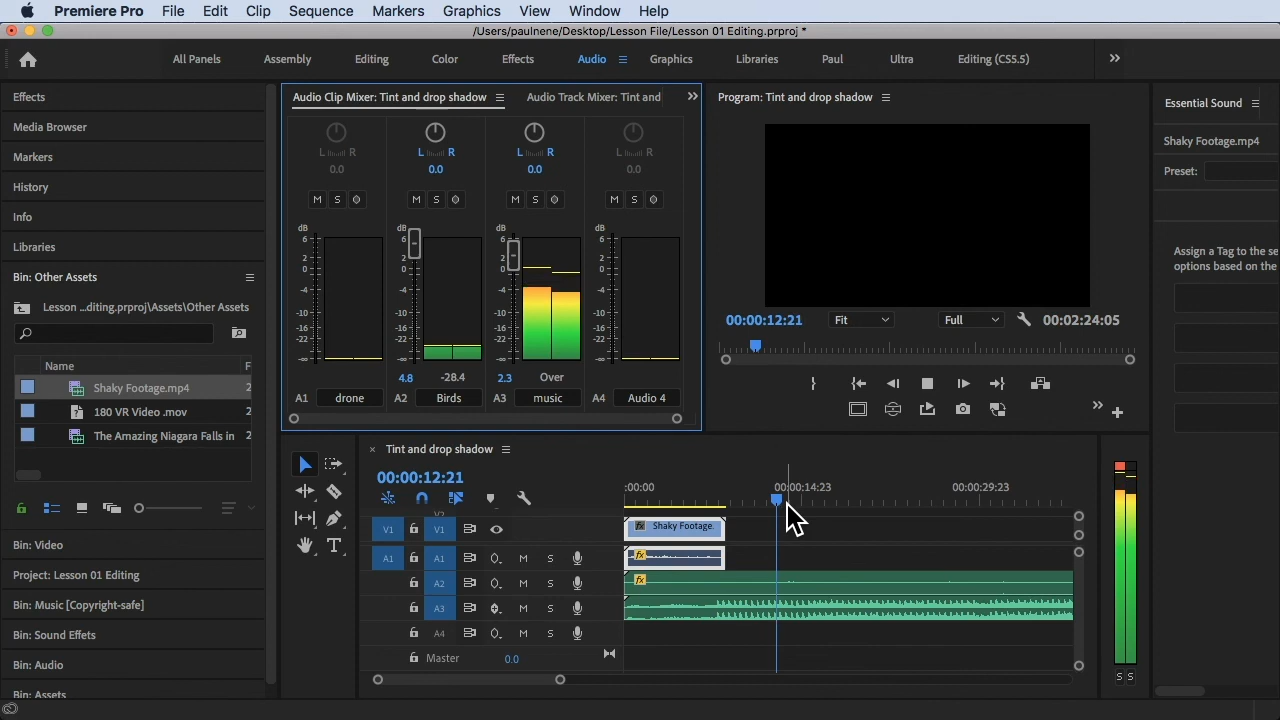 Premiere Pro File Edit Clip Sequence Markers Graphics View Window Help
/Users/paulnene/Desktop/Lesson File/Lesson 01 Editing.prproj *
All Panels Assembly Editing Color Effects Audio Graphics Libraries Paul Ultra Editing (CS5.5)
Effects
Media Browser
Markers
History
Info
Libraries
Bin: Other Assets
Lesson ..diting.prproj\Assets\Other Assets
Name F
Shaky Footage.mp4 2
180 VR Video .mov 2
The Amazing Niagara Falls in 2
Bin: Video
Project: Lesson 01 Editing
Bin: Music [Copyright-safe]
Bin: Sound Effects
Bin: Audio
Bin: Assets
Audio Clip Mixer: Tint and drop shadow Audio Track Mixer: Tint and
L R L R L R L R
0.0 0.0 0.0 0.0
M S M S M S M S
dB dB dB dB
6 6 6 6
2 2 2 2
0 0 0 0
-4 -4 -4 -4
-10 -10 -10 -10
-16 -16 -16 -16
-22 -22 -22 -22
-∞ -∞ -∞ -∞
4.8 -28.4 2.3 Over
A1 drone A2 Birds A3 music A4 Audio 4
Program: Tint and drop shadow
00:00:12:21 Fit Full 00:02:24:05
Essential Sound
Shaky Footage.mp4
Preset:
Assign a Tag to the se
options based on the
× Tint and drop shadow
00:00:12:21
:00:00 00:00:14:23 00:00:29:23
V2
V1 V1 fx Shaky Footage.
A1 A1 M S fx
A2 M S fx
A3 M S
A4 M S
Master 0.0
S S